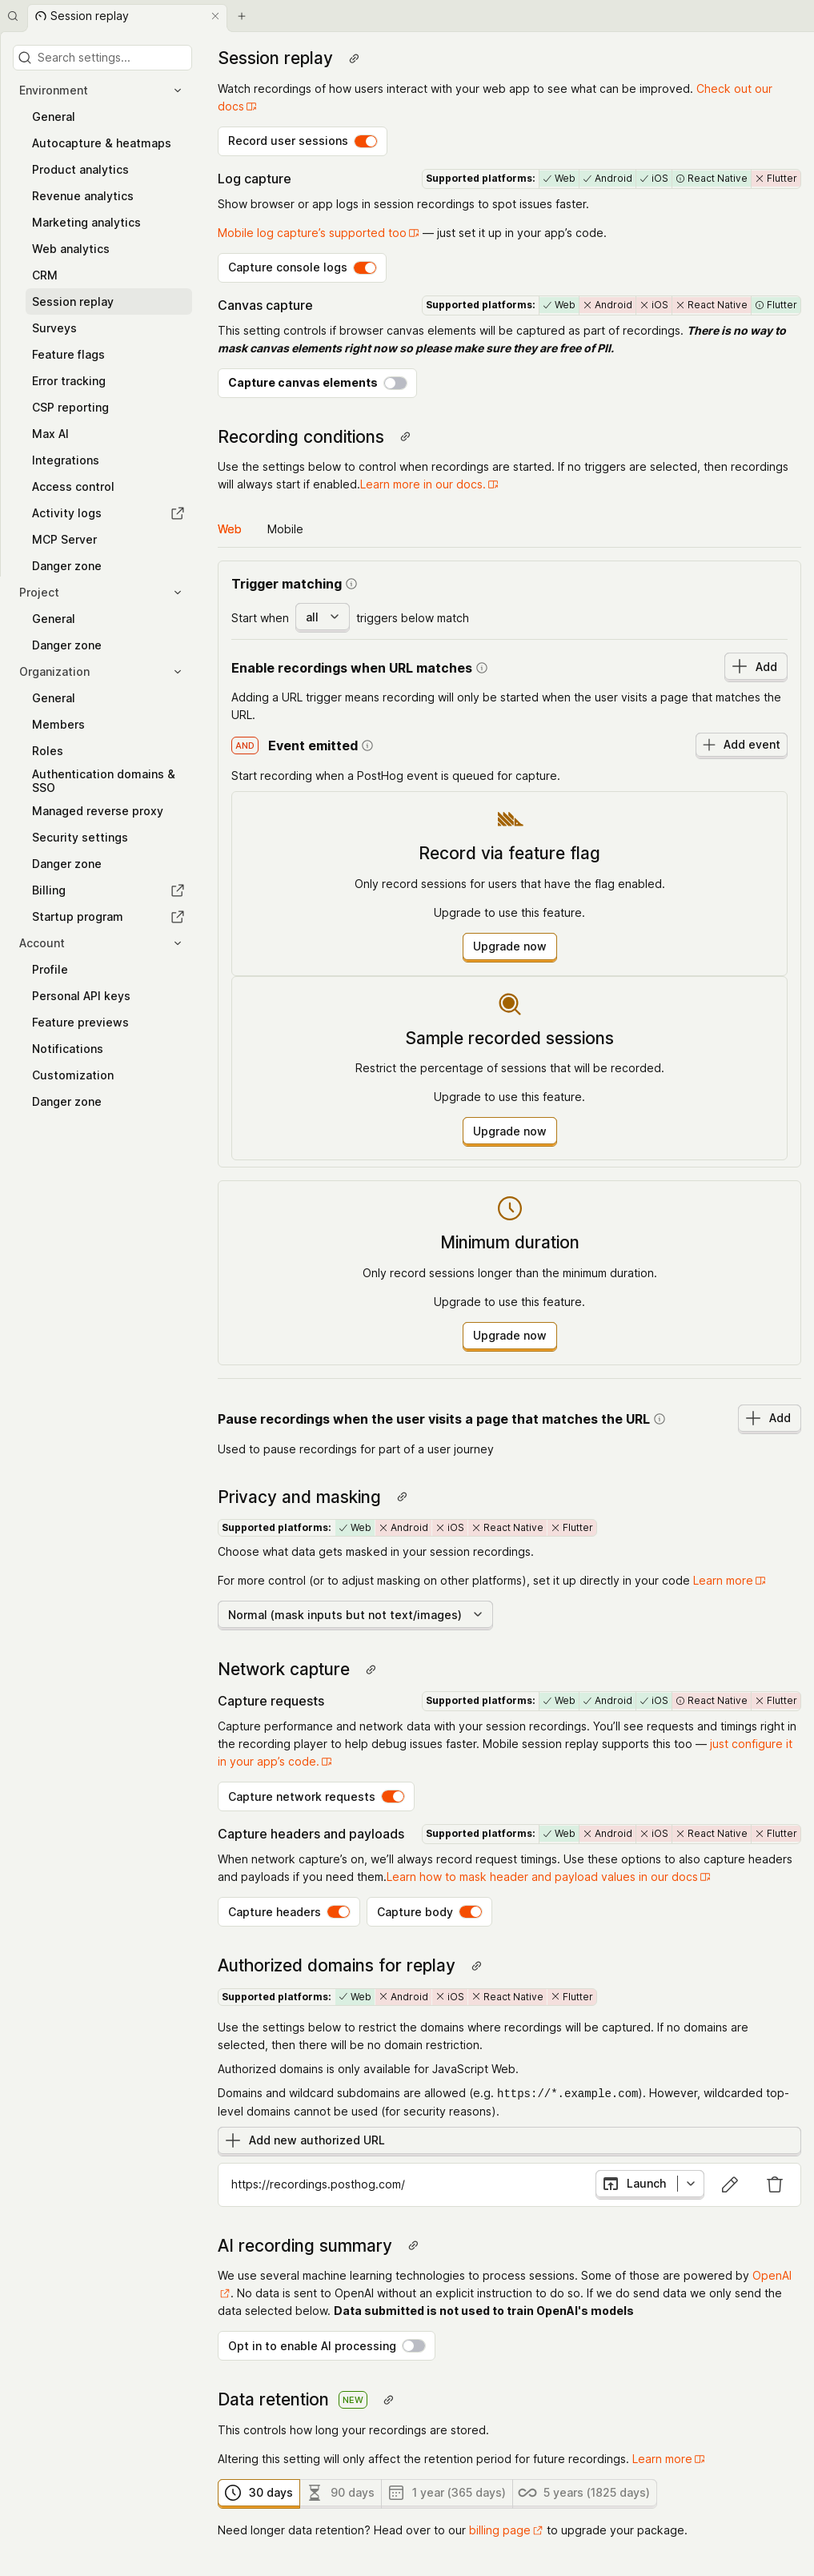 Session replay
Search settings...
Environment
General
Autocapture & heatmaps
Product analytics
Revenue analytics
Marketing analytics
Web analytics
CRM
Session replay
Surveys
Feature flags
Error tracking
CSP reporting
Max AI
Integrations
Access control
Activity logs
MCP Server
Danger zone
Project
General
Danger zone
Organization
General
Members
Roles
Authentication domains &
SSO
Managed reverse proxy
Security settings
Danger zone
Billing
Startup program
Account
Profile
Personal API keys
Feature previews
Notifications
Customization
Danger zone
Session replay
Watch recordings of how users interact with your web app to see what can be improved. Check out our
docs
Record user sessions
Log capture
Supported platforms: Web Android iOS React Native Flutter
Show browser or app logs in session recordings to spot issues faster.
Mobile log capture's supported too — just set it up in your app's code.
Capture console logs
Canvas capture
Supported platforms: Web Android iOS React Native Flutter
This setting controls if browser canvas elements will be captured as part of recordings. There is no way to
mask canvas elements right now so please make sure they are free of PII.
Capture canvas elements
Recording conditions
Use the settings below to control when recordings are started. If no triggers are selected, then recordings
will always start if enabled.Learn more in our docs.
Web Mobile
Trigger matching
Start when all triggers below match
Enable recordings when URL matches
Add
Adding a URL trigger means recording will only be started when the user visits a page that matches the
URL.
AND Event emitted
Add event
Start recording when a PostHog event is queued for capture.
Record via feature flag
Only record sessions for users that have the flag enabled.
Upgrade to use this feature.
Upgrade now
Sample recorded sessions
Restrict the percentage of sessions that will be recorded.
Upgrade to use this feature.
Upgrade now
Minimum duration
Only record sessions longer than the minimum duration.
Upgrade to use this feature.
Upgrade now
Pause recordings when the user visits a page that matches the URL
Add
Used to pause recordings for part of a user journey
Privacy and masking
Supported platforms: Web Android iOS React Native Flutter
Choose what data gets masked in your session recordings.
For more control (or to adjust masking on other platforms), set it up directly in your code Learn more
Normal (mask inputs but not text/images)
Network capture
Capture requests
Supported platforms: Web Android iOS React Native Flutter
Capture performance and network data with your session recordings. You'll see requests and timings right in
the recording player to help debug issues faster. Mobile session replay supports this too — just configure it
in your app's code.
Capture network requests
Capture headers and payloads
Supported platforms: Web Android iOS React Native Flutter
When network capture's on, we'll always record request timings. Use these options to also capture headers
and payloads if you need them.Learn how to mask header and payload values in our docs
Capture headers Capture body
Authorized domains for replay
Supported platforms: Web Android iOS React Native Flutter
Use the settings below to restrict the domains where recordings will be captured. If no domains are
selected, then there will be no domain restriction.
Authorized domains is only available for JavaScript Web.
Domains and wildcard subdomains are allowed (e.g. https://*.example.com). However, wildcarded top-
level domains cannot be used (for security reasons).
Add new authorized URL
https://recordings.posthog.com/
Launch
AI recording summary
We use several machine learning technologies to process sessions. Some of those are powered by OpenAI
. No data is sent to OpenAI without an explicit instruction to do so. If we do send data we only send the
data selected below. Data submitted is not used to train OpenAI's models
Opt in to enable AI processing
Data retention NEW
This controls how long your recordings are stored.
Altering this setting will only affect the retention period for future recordings. Learn more
30 days 90 days 1 year (365 days) 5 years (1825 days)
Need longer data retention? Head over to our billing page to upgrade your package.